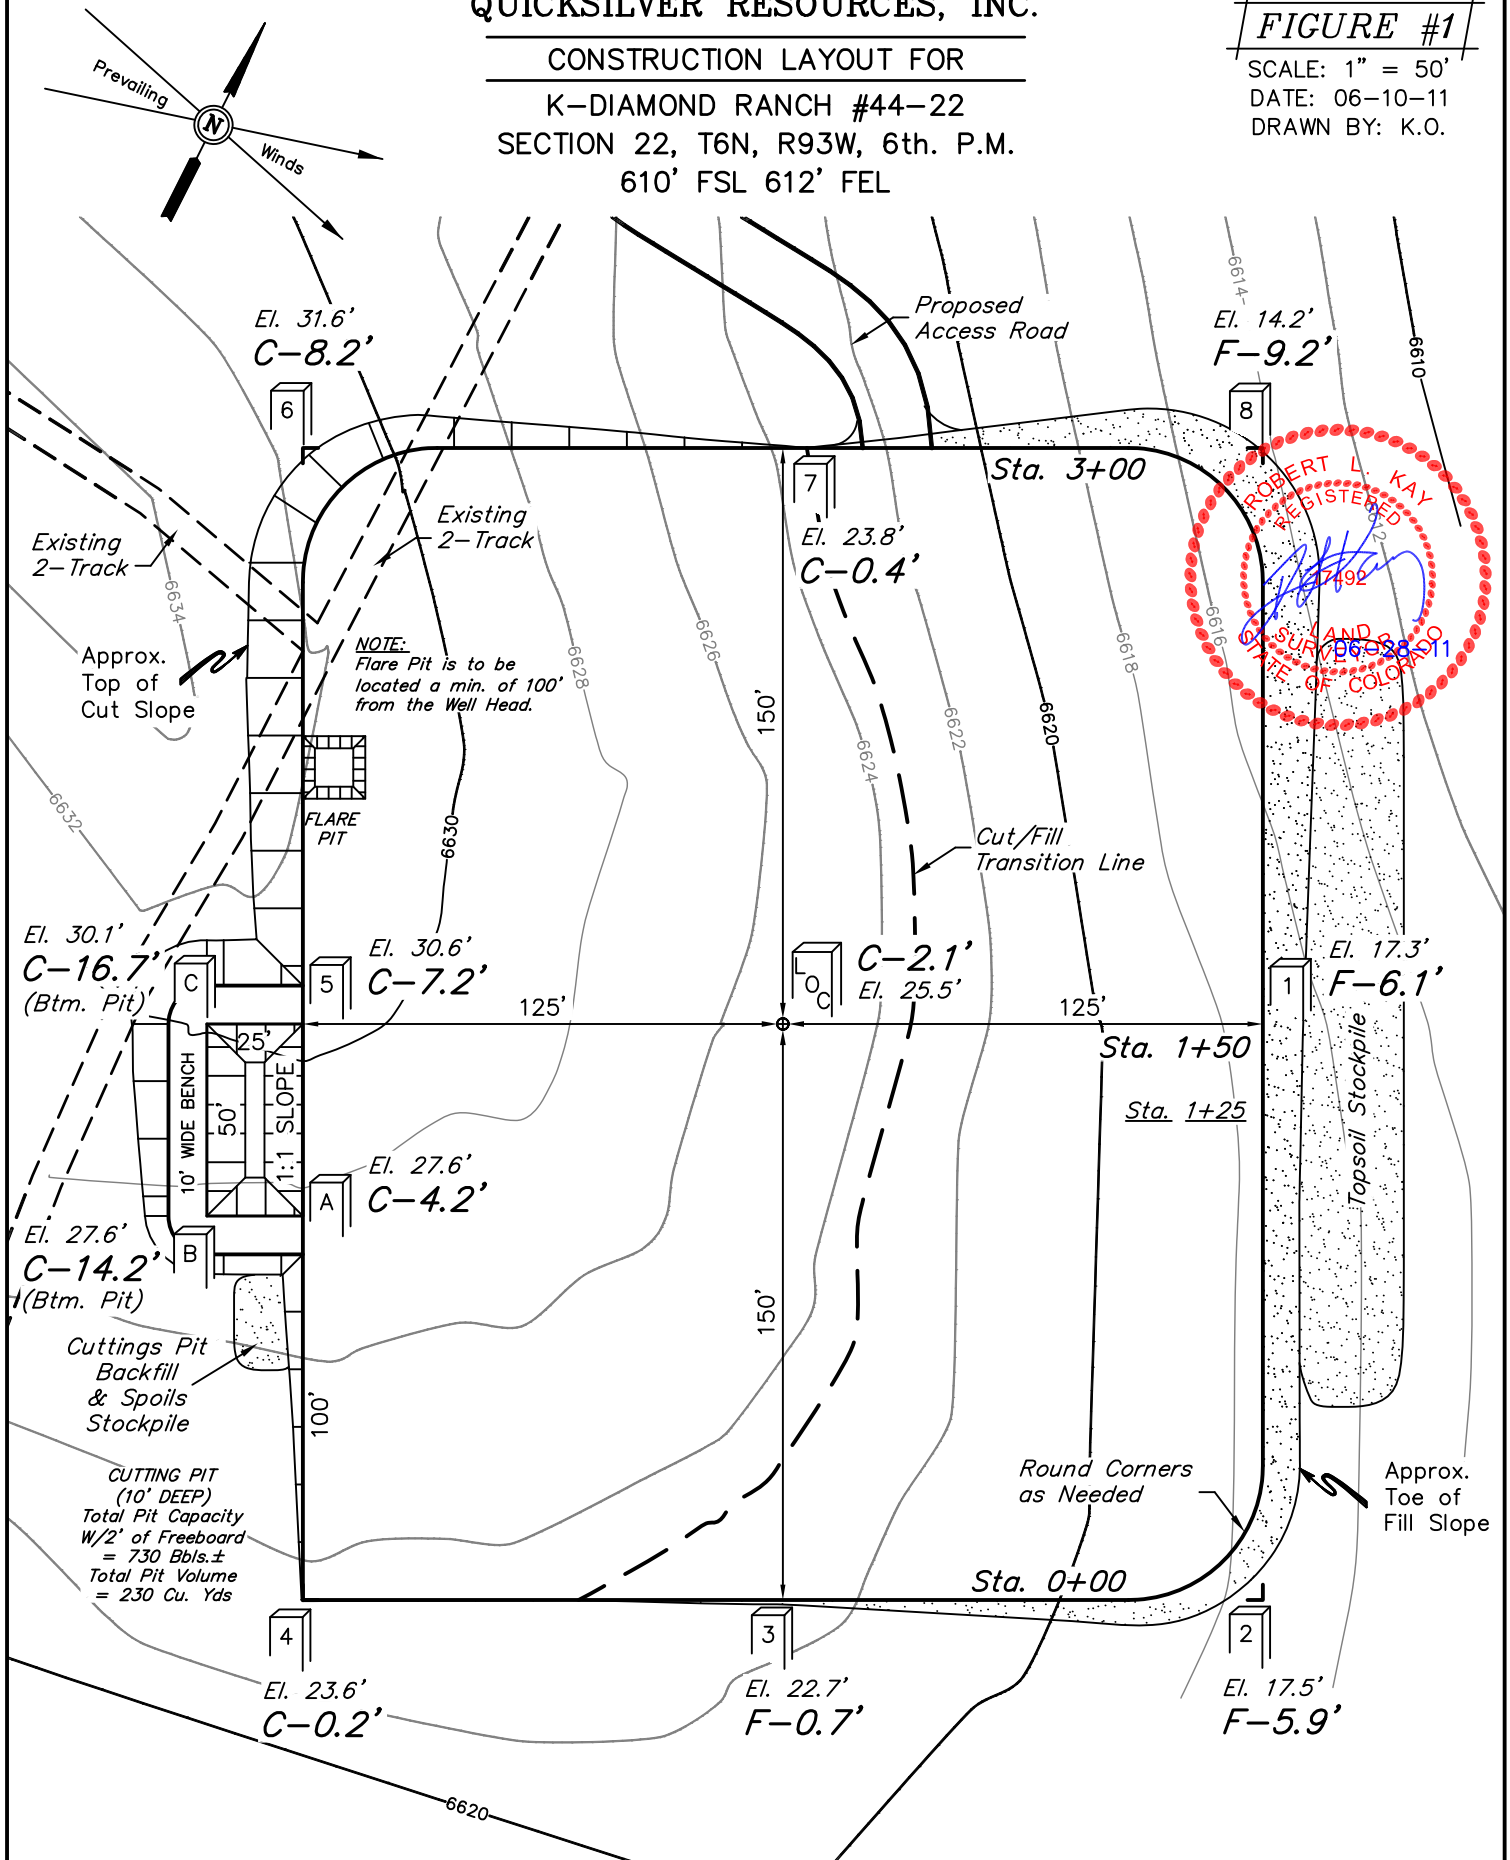 QUICKSILVER RESOURCES, INC.
CONSTRUCTION LAYOUT FOR
K-DIAMOND RANCH #44-22
SECTION 22, T6N, R93W, 6th. P.M.
610' FSL 612' FEL
FIGURE #1
SCALE: 1" = 50'
DATE: 06-10-11
DRAWN BY: K.O.
Prevailing
N
Winds
El. 31.6'
C-8.2'
6
Proposed
Access Road
6614
El. 14.2'
F-9.2'
6610
8
Sta. 3+00
7
El. 23.8'
C-0.4'
Existing
2-Track
Existing
2-Track
ROBERT L. KAY
REGISTERED
17492
LAND
SURVEYOR
STATE OF COLORADO
06-28-11
6612
6634
6616
6618
6626
6628
Approx.
Top of
Cut Slope
NOTE:
Flare Pit is to be
located a min. of 100'
from the Well Head.
150'
6620
6622
6624
6632
FLARE
PIT
6630
Cut/Fill
Transition Line
El. 30.1'
C-16.7'
(Btm. Pit)
C
5
El. 30.6'
C-7.2'
LOC
C-2.1'
El. 25.5'
El. 17.3'
F-6.1'
1
125'
125'
Sta. 1+50
25'
10' WIDE BENCH
50'
1:1 SLOPE
Sta. 1+25
Topsoil Stockpile
El. 27.6'
C-4.2'
A
El. 27.6'
C-14.2'
(Btm. Pit)
B
150'
Cuttings Pit
Backfill
& Spoils
Stockpile
100'
CUTTING PIT
(10' DEEP)
Total Pit Capacity
W/2' of Freeboard
= 730 Bbls.±
Total Pit Volume
= 230 Cu. Yds
Round Corners
as Needed
Approx.
Toe of
Fill Slope
Sta. 0+00
4
El. 23.6'
C-0.2'
3
El. 22.7'
F-0.7'
2
El. 17.5'
F-5.9'
6620